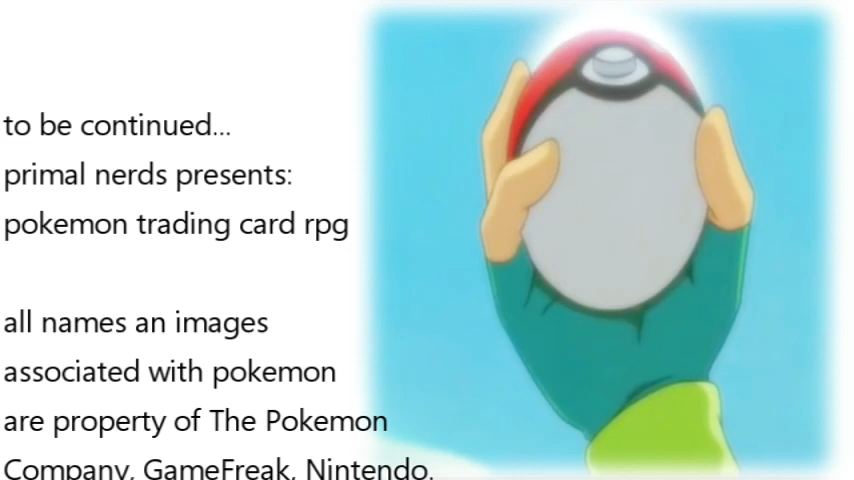 to be continued...
primal nerds presents:
pokemon trading card rpg
all names an images
associated with pokemon
are property of The Pokemon
Company, GameFreak, Nintendo.